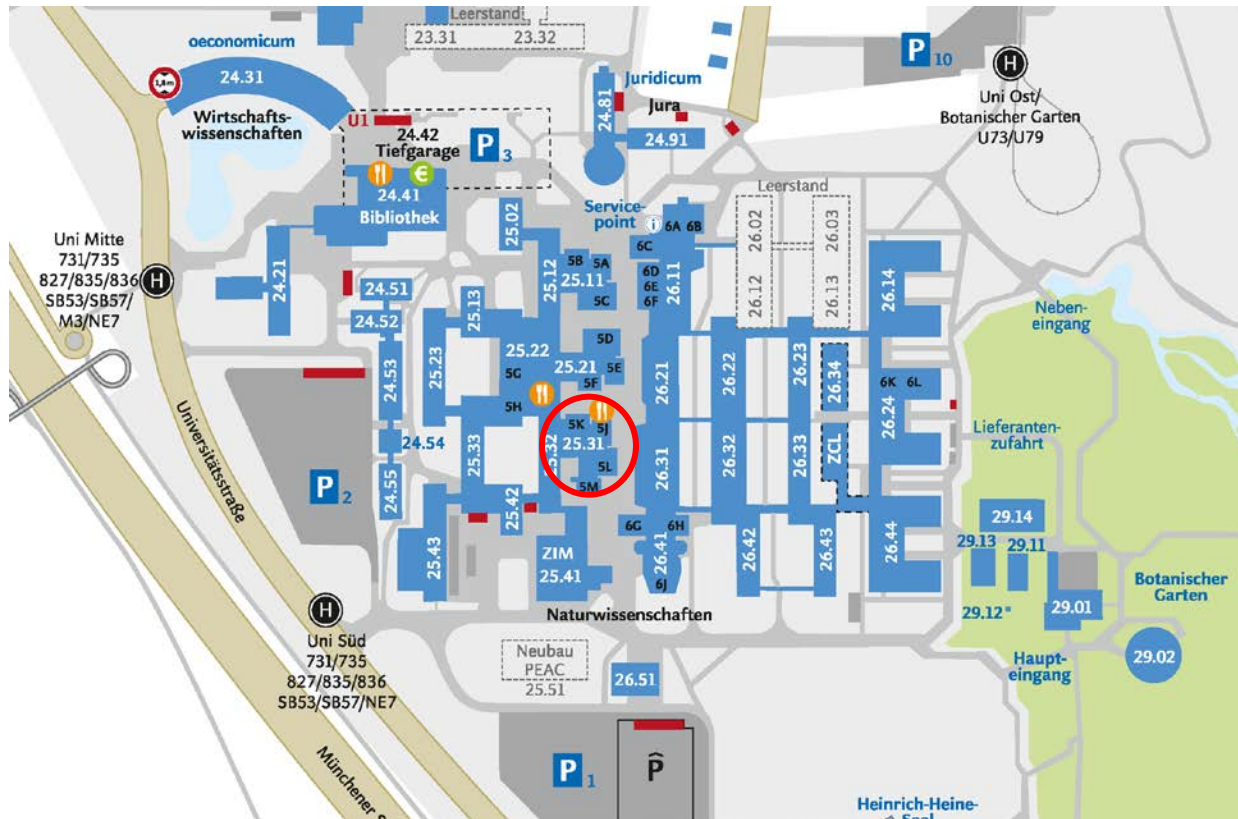 Leerstand
23.31
23.32
oeconomicum
24.31
1,8m
Wirtschafts-
wissenschaften
U1
24.42
Tiefgarage
P 3
€
24.41
Bibliothek
Juridicum
Jura
24.81
24.91
P 10
H
Uni Ost/
Botanischer Garten
U73/U79
Service-
point
i
Leerstand
26.02
26.03
26.12
26.13
Uni Mitte
731/735
827/835/836
SB53/SB57/
M3/NE7
H
24.21
25.02
25.12
5B
5A
25.11
5C
6A
6B
6C
6D
6E
6F
26.11
26.14
24.51
24.52
24.53
24.54
24.55
25.13
25.23
25.22
5G
5H
5D
25.21
5E
5F
26.21
26.22
26.23
26.34
6K
6L
26.24
Neben-
eingang
Lieferanten-
zufahrt
25.33
25.32
5K
5J
25.31
5L
5M
26.31
26.32
26.33
ZCL
Universitätsstraße
P 2
25.43
25.42
ZIM
25.41
6G
6H
26.41
6J
26.42
26.43
26.44
29.14
29.13
29.11
29.12
29.01
Botanischer
Garten
29.02
Haupt-
eingang
Naturwissenschaften
H
Uni Süd
731/735
827/835/836
SB53/SB57/NE7
Neubau
PEAC
25.51
26.51
P 1
P
Münchener
Heinrich-Heine-
Saal